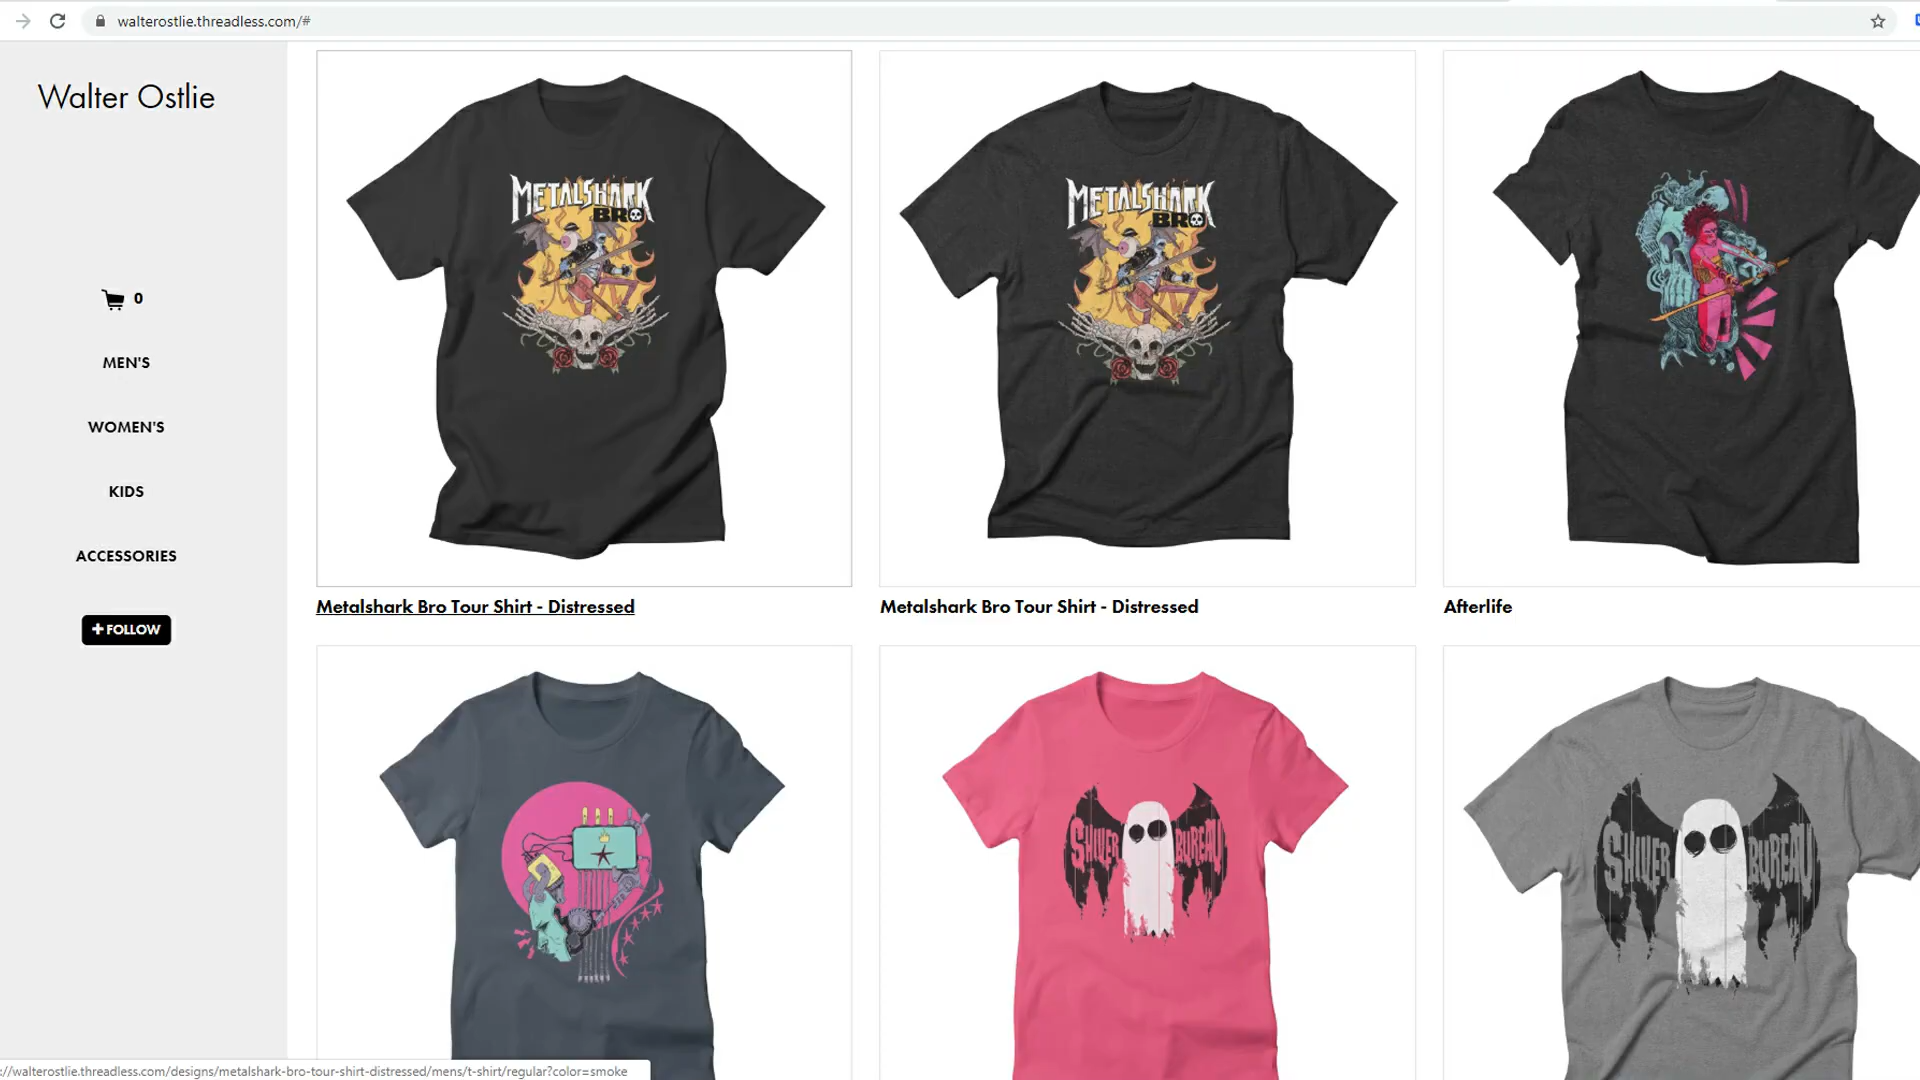 walterostlie.threadless.com/#
Walter Ostlie
0
MEN'S
WOMEN'S
KIDS
ACCESSORIES
+ FOLLOW
METALSHARK
BRO
METALSHARK
BRO
Metalshark Bro Tour Shirt - Distressed
Metalshark Bro Tour Shirt - Distressed
Afterlife
SHIVER BUREAU
SHIVER BUREAU
://walterostlie.threadless.com/designs/metalshark-bro-tour-shirt-distressed/mens/t-shirt/regular?color=smoke